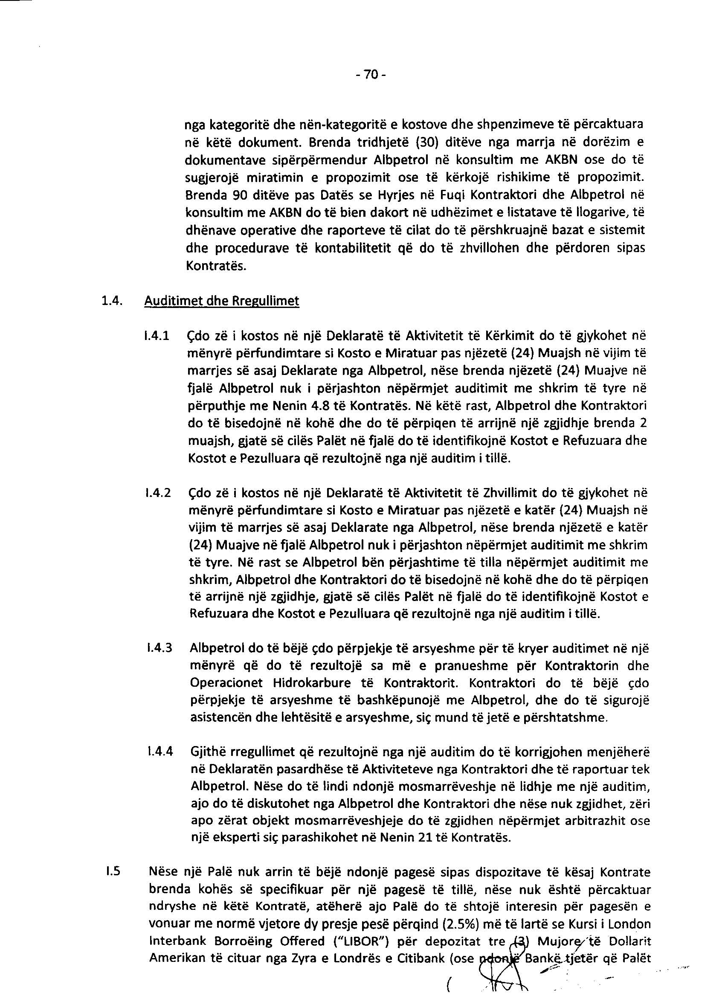 - 70 -
nga kategoritë dhe nën-kategoritë e kostove dhe shpenzimeve të përcaktuara
në këtë dokument. Brenda tridhjetë (30) ditëve nga marrja në dorëzim e
dokumentave sipërpërmendur Albpetrol në konsultim me AKBN ose do të
sugjerojë miratimin e propozimit ose të kërkojë rishikime të propozimit.
Brenda 90 ditëve pas Datës se Hyrjes në Fuqi Kontraktori dhe Albpetrol në
konsultim me AKBN do të bien dakort në udhëzimet e listatave të llogarive, të
dhënave operative dhe raporteve të cilat do të përshkruajnë bazat e sistemit
dhe procedurave të kontabilitetit që do të zhvillohen dhe përdoren sipas
Kontratës.
1.4. Auditimet dhe Rregullimet
I.4.1 Çdo zë i kostos në një Deklaratë të Aktivitetit të Kërkimit do të gjykohet në
mënyrë përfundimtare si Kosto e Miratuar pas njëzetë (24) Muajsh në vijim të
marrjes së asaj Deklarate nga Albpetrol, nëse brenda njëzetë (24) Muajve në
fjalë Albpetrol nuk i përjashton nëpërmjet auditimit me shkrim të tyre në
përputhje me Nenin 4.8 të Kontratës. Në këtë rast, Albpetrol dhe Kontraktori
do të bisedojnë në kohë dhe do të përpiqen të arrijnë një zgjidhje brenda 2
muajsh, gjatë së cilës Palët në fjalë do të identifikojnë Kostot e Refuzuara dhe
Kostot e Pezulluara që rezultojnë nga një auditim i tillë.
I.4.2 Çdo zë i kostos në një Deklaratë të Aktivitetit të Zhvillimit do të gjykohet në
mënyrë përfundimtare si Kosto e Miratuar pas njëzetë e katër (24) Muajsh në
vijim të marrjes së asaj Deklarate nga Albpetrol, nëse brenda njëzetë e katër
(24) Muajve në fjalë Albpetrol nuk i përjashton nëpërmjet auditimit me shkrim
të tyre. Në rast se Albpetrol bën përjashtime të tilla nëpërmjet auditimit me
shkrim, Albpetrol dhe Kontraktori do të bisedojnë në kohë dhe do të përpiqen
të arrijnë një zgjidhje, gjatë së cilës Palët në fjalë do të identifikojnë Kostot e
Refuzuara dhe Kostot e Pezulluara që rezultojnë nga një auditim i tillë.
I.4.3 Albpetrol do të bëjë çdo përpjekje të arsyeshme për të kryer auditimet në një
mënyrë që do të rezultojë sa më e pranueshme për Kontraktorin dhe
Operacionet Hidrokarbure të Kontraktorit. Kontraktori do të bëjë çdo
përpjekje të arsyeshme të bashkëpunojë me Albpetrol, dhe do të sigurojë
asistencën dhe lehtësitë e arsyeshme, siç mund të jetë e përshtatshme.
I.4.4 Gjithë rregullimet që rezultojnë nga një auditim do të korrigjohen menjëherë
në Deklaratën pasardhëse të Aktiviteteve nga Kontraktori dhe të raportuar tek
Albpetrol. Nëse do të lindi ndonjë mosmarrëveshje në lidhje me një auditim,
ajo do të diskutohet nga Albpetrol dhe Kontraktori dhe nëse nuk zgjidhet, zëri
apo zërat objekt mosmarrëveshjeje do të zgjidhen nëpërmjet arbitrazhit ose
një eksperti siç parashikohet në Nenin 21 të Kontratës.
I.5 Nëse një Palë nuk arrin të bëjë ndonjë pagesë sipas dispozitave të kësaj Kontrate
brenda kohës së specifikuar për një pagesë të tillë, nëse nuk është përcaktuar
ndryshe në këtë Kontratë, atëherë ajo Palë do të shtojë interesin për pagesën e
vonuar me normë vjetore dy presje pesë përqind (2.5%) më të lartë se Kursi i London
Interbank Borroëing Offered ("LIBOR") për depozitat tre (3) Mujore të Dollarit
Amerikan të cituar nga Zyra e Londrës e Citibank (ose ndonjë Bankë tjetër që Palët